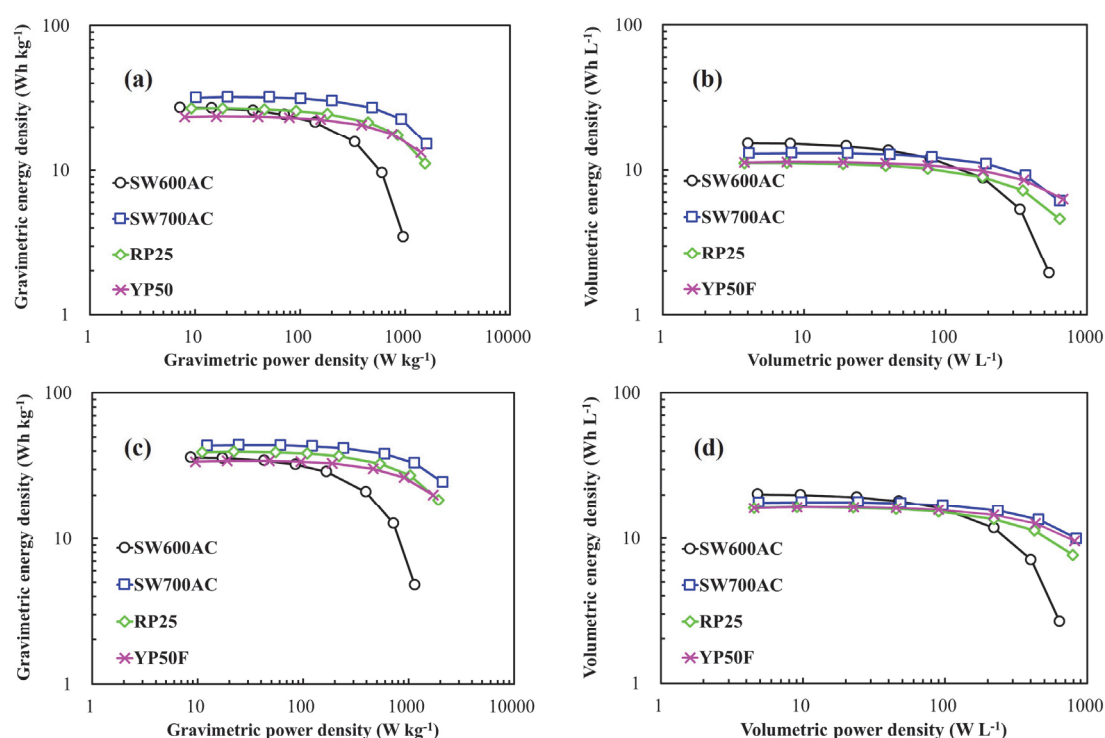 100
10
1
Gravimetric energy density (Wh kg-1)
(a)
SW600AC
SW700AC
RP25
YP50
1 10 100 1000 10000
Gravimetric power density (W kg-1)
100
10
1
Volumetric energy density (Wh L-1)
(b)
SW600AC
SW700AC
RP25
YP50F
1 10 100 1000
Volumetric power density (W L-1)
100
10
1
Gravimetric energy density (Wh kg-1)
(c)
SW600AC
SW700AC
RP25
YP50F
1 10 100 1000 10000
Gravimetric power density (W kg-1)
100
10
1
Volumetric energy density (Wh L-1)
(d)
SW600AC
SW700AC
RP25
YP50F
1 10 100 1000
Volumetric power density (W L-1)